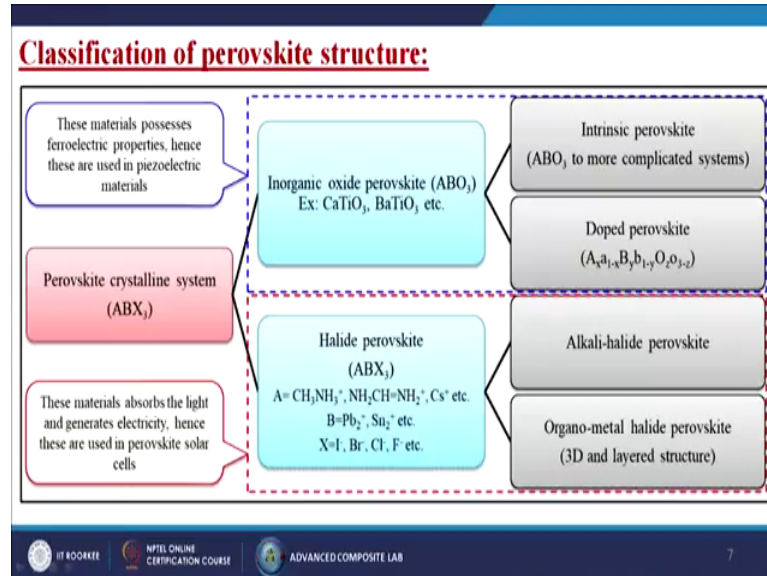 Classification of perovskite structure:
These materials possesses
ferroelectric properties, hence
these are used in piezoelectric
materials
Inorganic oxide perovskite (ABO₃)
Ex: CaTiO₃, BaTiO₃ etc.
Intrinsic perovskite
(ABO₃ to more complicated systems)
Doped perovskite
(Aₓa₁₋ₓBᵧb₁₋ᵧO_zo₃₋z)
Perovskite crystalline system
(ABX₃)
Halide perovskite
(ABX₃)
A= CH₃NH₃⁺, NH₂CH=NH₂⁺, Cs⁺ etc.
B=Pb₂⁺, Sn₂⁺ etc.
X=I⁻, Br⁻, Cl⁻, F⁻ etc.
Alkali-halide perovskite
Organo-metal halide perovskite
(3D and layered structure)
These materials absorbs the light
and generates electricity, hence
these are used in perovskite solar
cells
IIT ROORKEE
NPTEL ONLINE
CERTIFICATION COURSE
ADVANCED COMPOSITE LAB
7